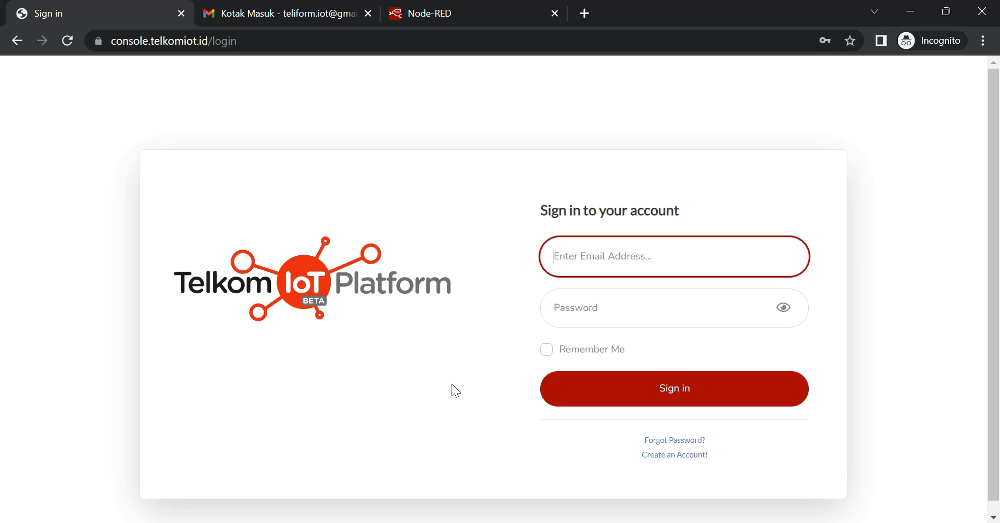 Sign in
Kotak Masuk - teliform.iot@gmai
Node-RED
console.telkomiot.id/login
Incognito
Sign in to your account
Enter Email Address...
Telkom IoT Platform
BETA
Password
Remember Me
Sign in
Forgot Password?
Create an Account!